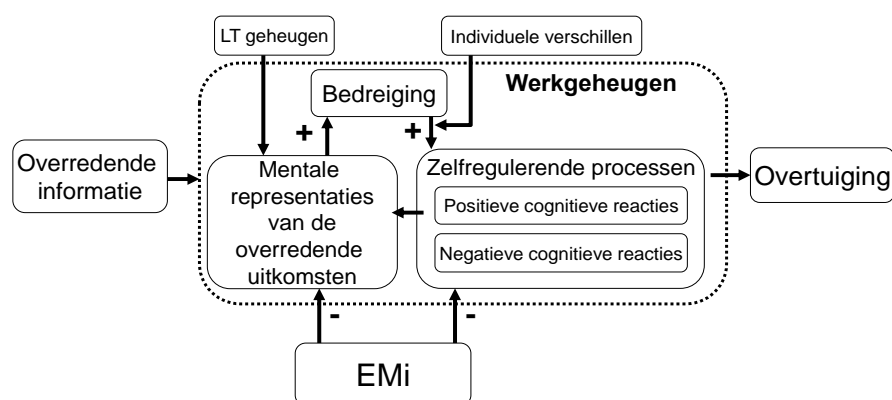 LT geheugen
Individuele verschillen
Werkgeheugen
Bedreiging
+
+
Overredende
informatie
Mentale
representaties
van de
overredende
uitkomsten
Zelfregulerende processen
Positieve cognitieve reacties
Negatieve cognitieve reacties
Overtuiging
-
-
EMi